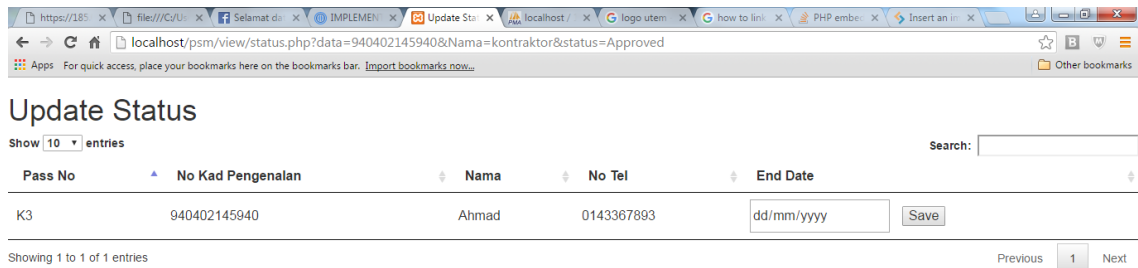 https://185
file:///C:/Us
Selamat da
IMPLEMEN
Update Sta
localhost /
logo utem
how to link
PHP embe
Insert an im
localhost/psm/view/status.php?data=940402145940&Nama=kontraktor&status=Approved
Apps For quick access, place your bookmarks here on the bookmarks bar. Import bookmarks now... Other bookmarks
Update Status
Show 10 entries Search:
Pass No No Kad Pengenalan Nama No Tel End Date
K3 940402145940 Ahmad 0143367893 dd/mm/yyyy Save
Showing 1 to 1 of 1 entries Previous 1 Next